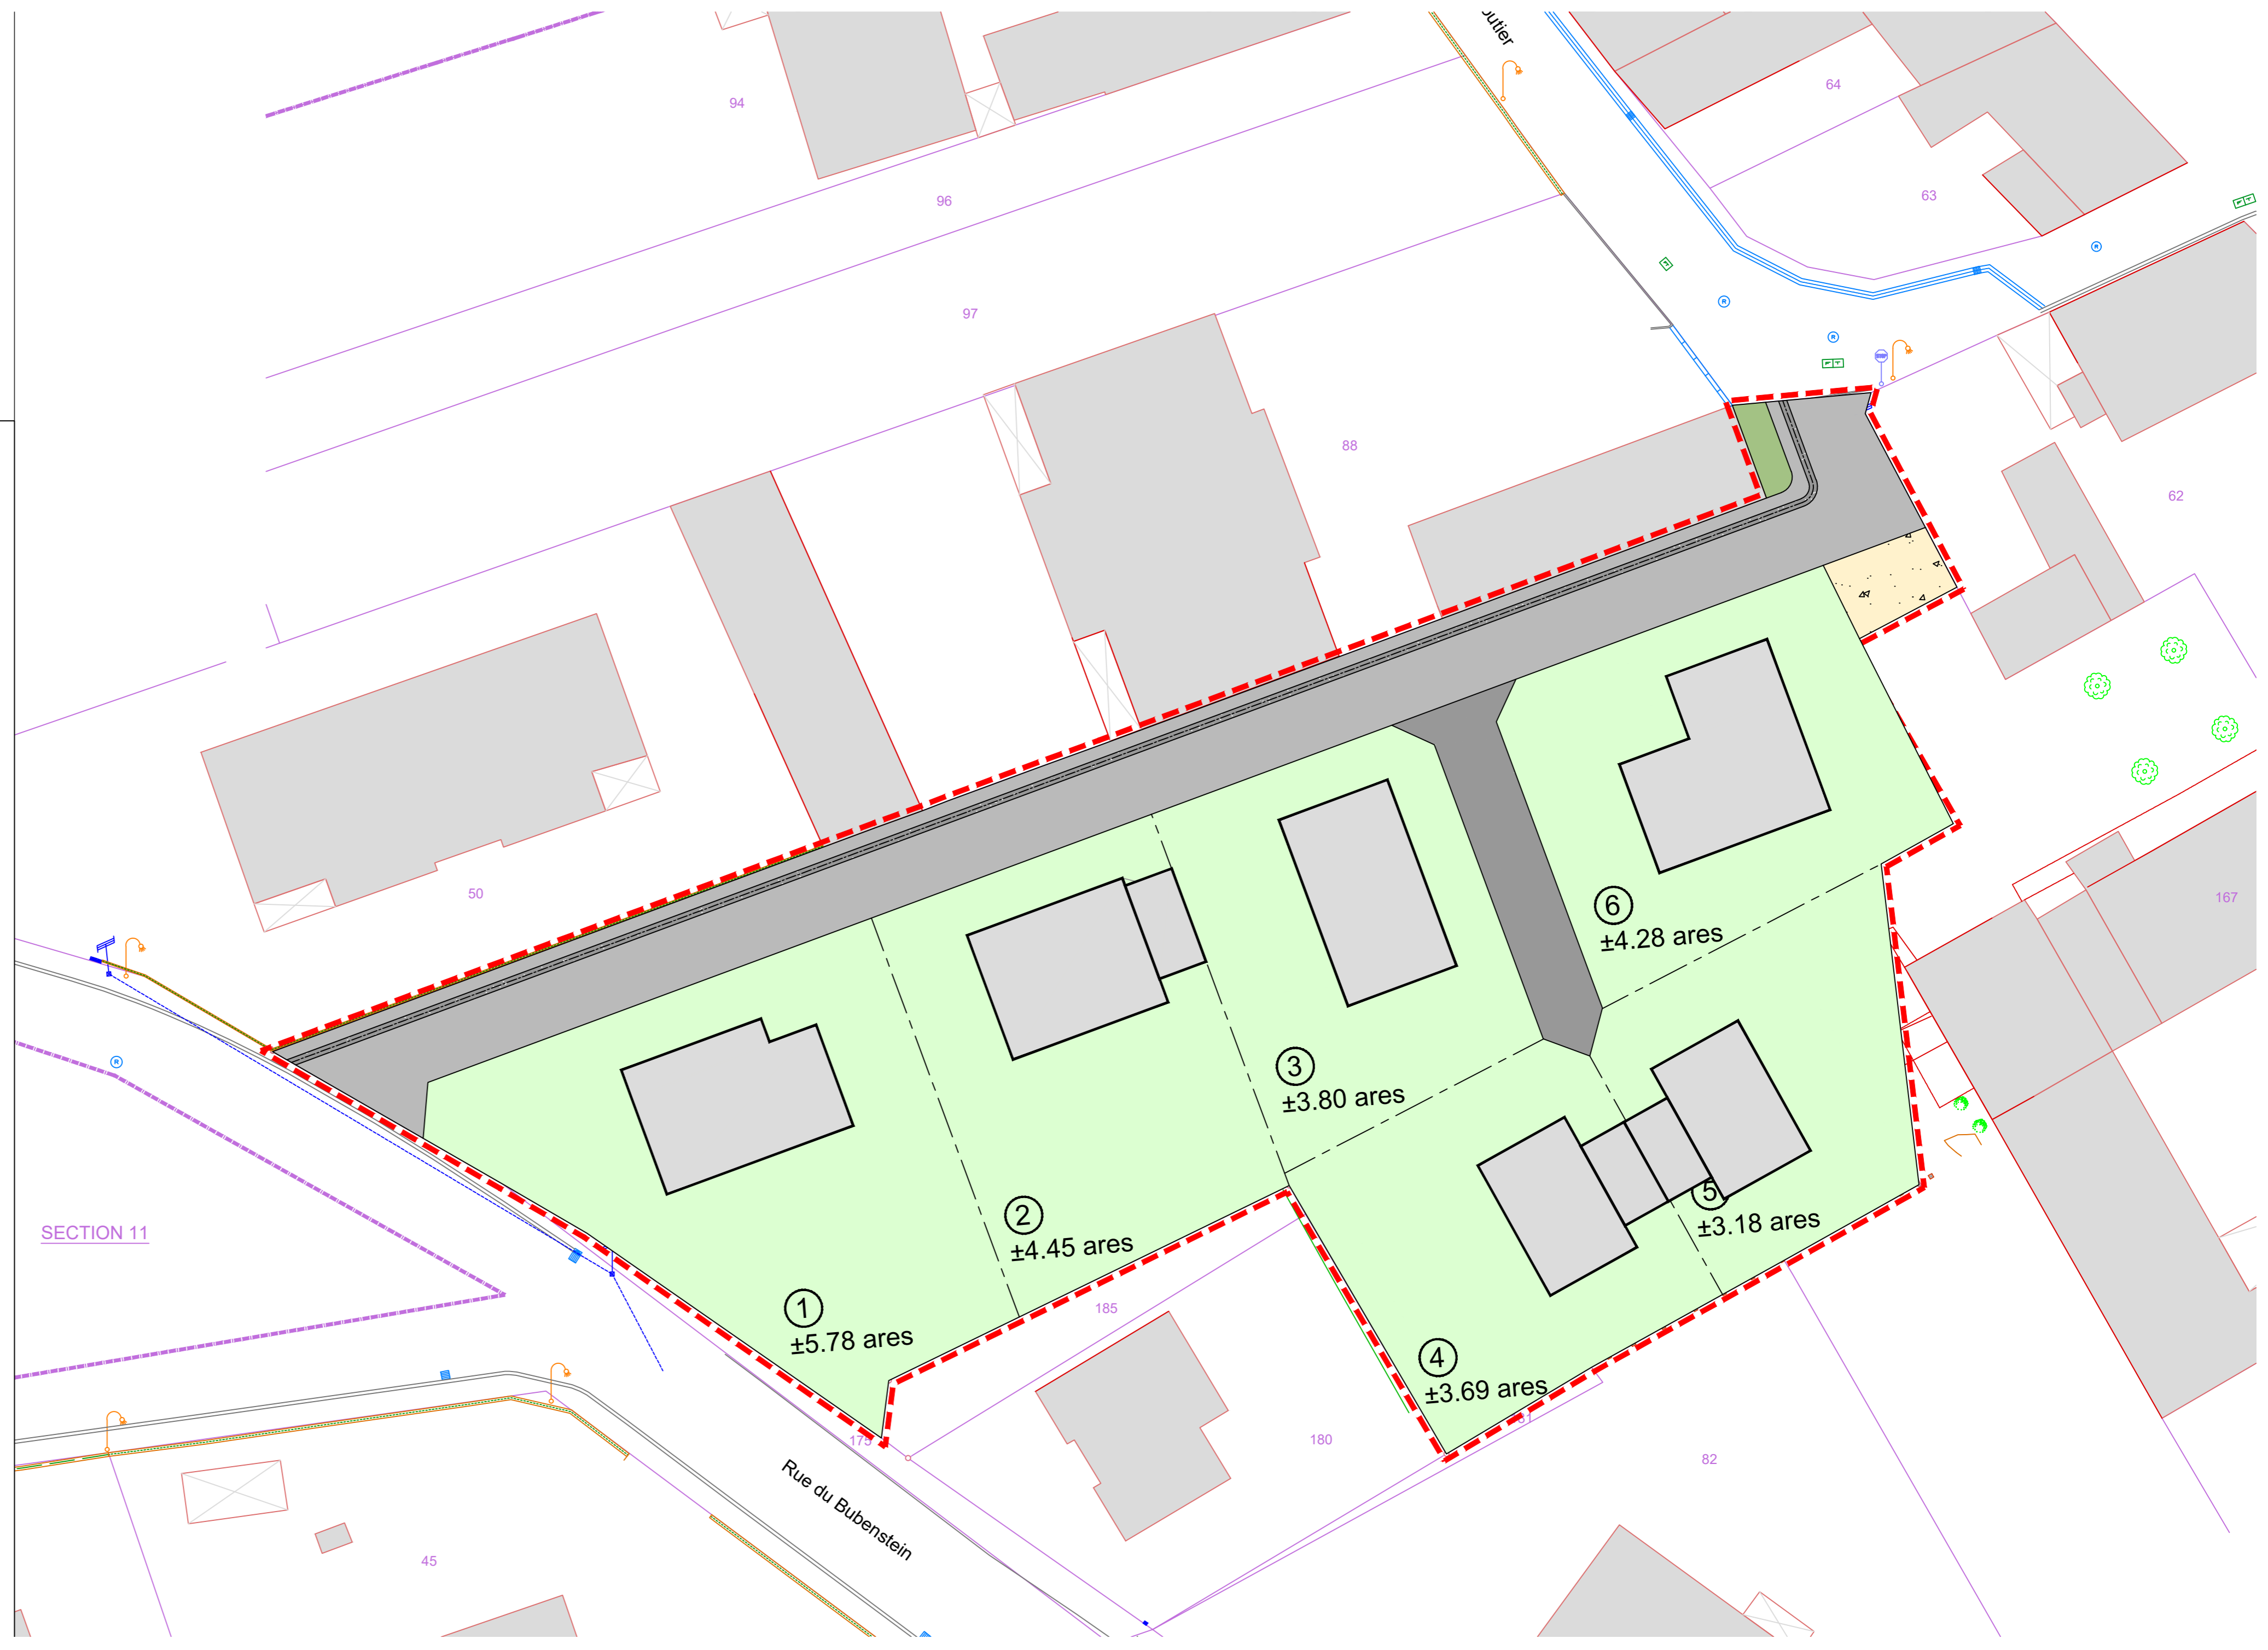 94
64
96
63
97
88
62
50
167
6
±4.28 ares
3
±3.80 ares
SECTION 11
2
±4.45 ares
5
±3.18 ares
1
±5.78 ares
185
4
±3.69 ares
175
180
82
Rue du Bubenstein
45